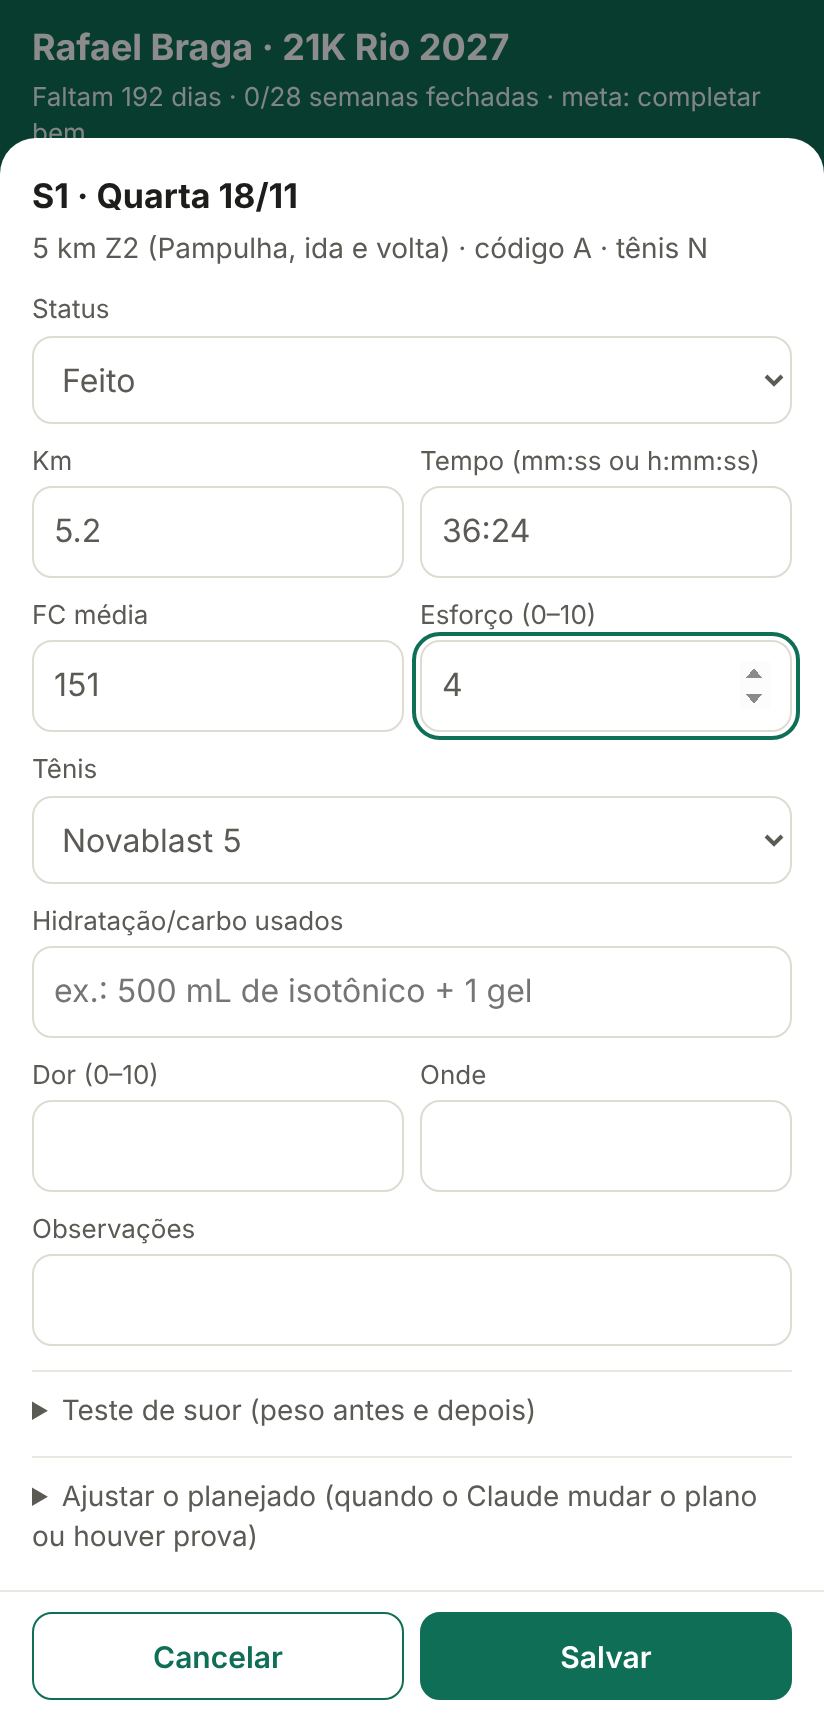 Rafael Braga · 21K Rio 2027
Faltam 192 dias · 0/28 semanas fechadas · meta: completar
bem
S1 · Quarta 18/11
5 km Z2 (Pampulha, ida e volta) · código A · tênis N
Status
Feito
Km
Tempo (mm:ss ou h:mm:ss)
5.2
36:24
FC média
Esforço (0–10)
151
4
Tênis
Novablast 5
Hidratação/carbo usados
ex.: 500 mL de isotônico + 1 gel
Dor (0–10)
Onde
Observações
Teste de suor (peso antes e depois)
Ajustar o planejado (quando o Claude mudar o plano
ou houver prova)
Cancelar
Salvar